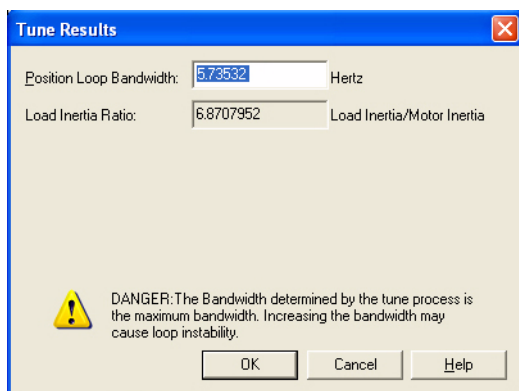 Tune Results
Position Loop Bandwidth: 5.73532 Hertz
Load Inertia Ratio: 6.8707952 Load Inertia/Motor Inertia
DANGER:The Bandwidth determined by the tune process is
the maximum bandwidth. Increasing the bandwidth may
cause loop instability.
OK Cancel Help